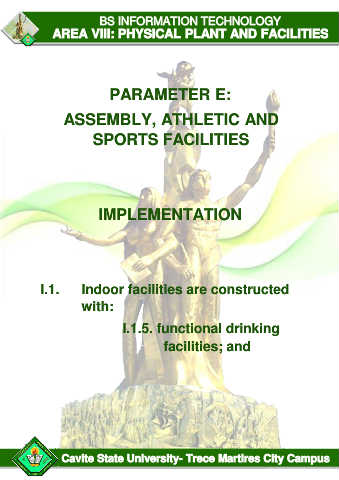 BS INFORMATION TECHNOLOGY
AREA VIII: PHYSICAL PLANT AND FACILITIES
PARAMETER E:
ASSEMBLY, ATHLETIC AND
SPORTS FACILITIES
IMPLEMENTATION
I.1. Indoor facilities are constructed
with:
I.1.5. functional drinking
facilities; and
Cavite State University- Trece Martires City Campus